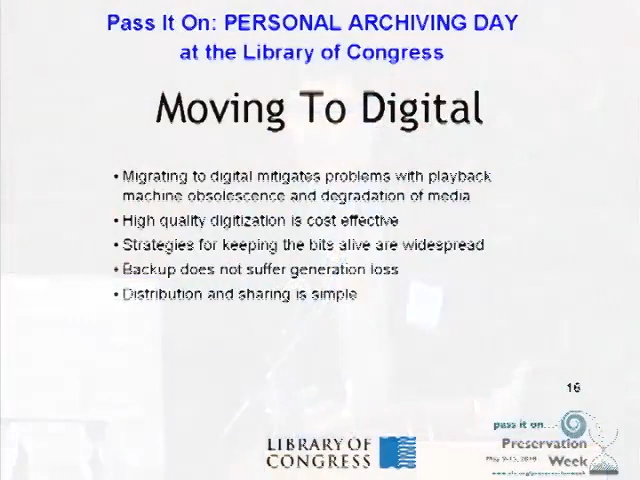 Pass It On: PERSONAL ARCHIVING DAY
at the Library of Congress
Moving To Digital
• Migrating to digital mitigates problems with playback
machine obsolescence and degradation of media
• High quality digitization is cost effective
• Strategies for keeping the bits alive are widespread
• Backup does not suffer generation loss
• Distribution and sharing is simple
16
LIBRARY OF
CONGRESS
pass it on...
Preservation
Week